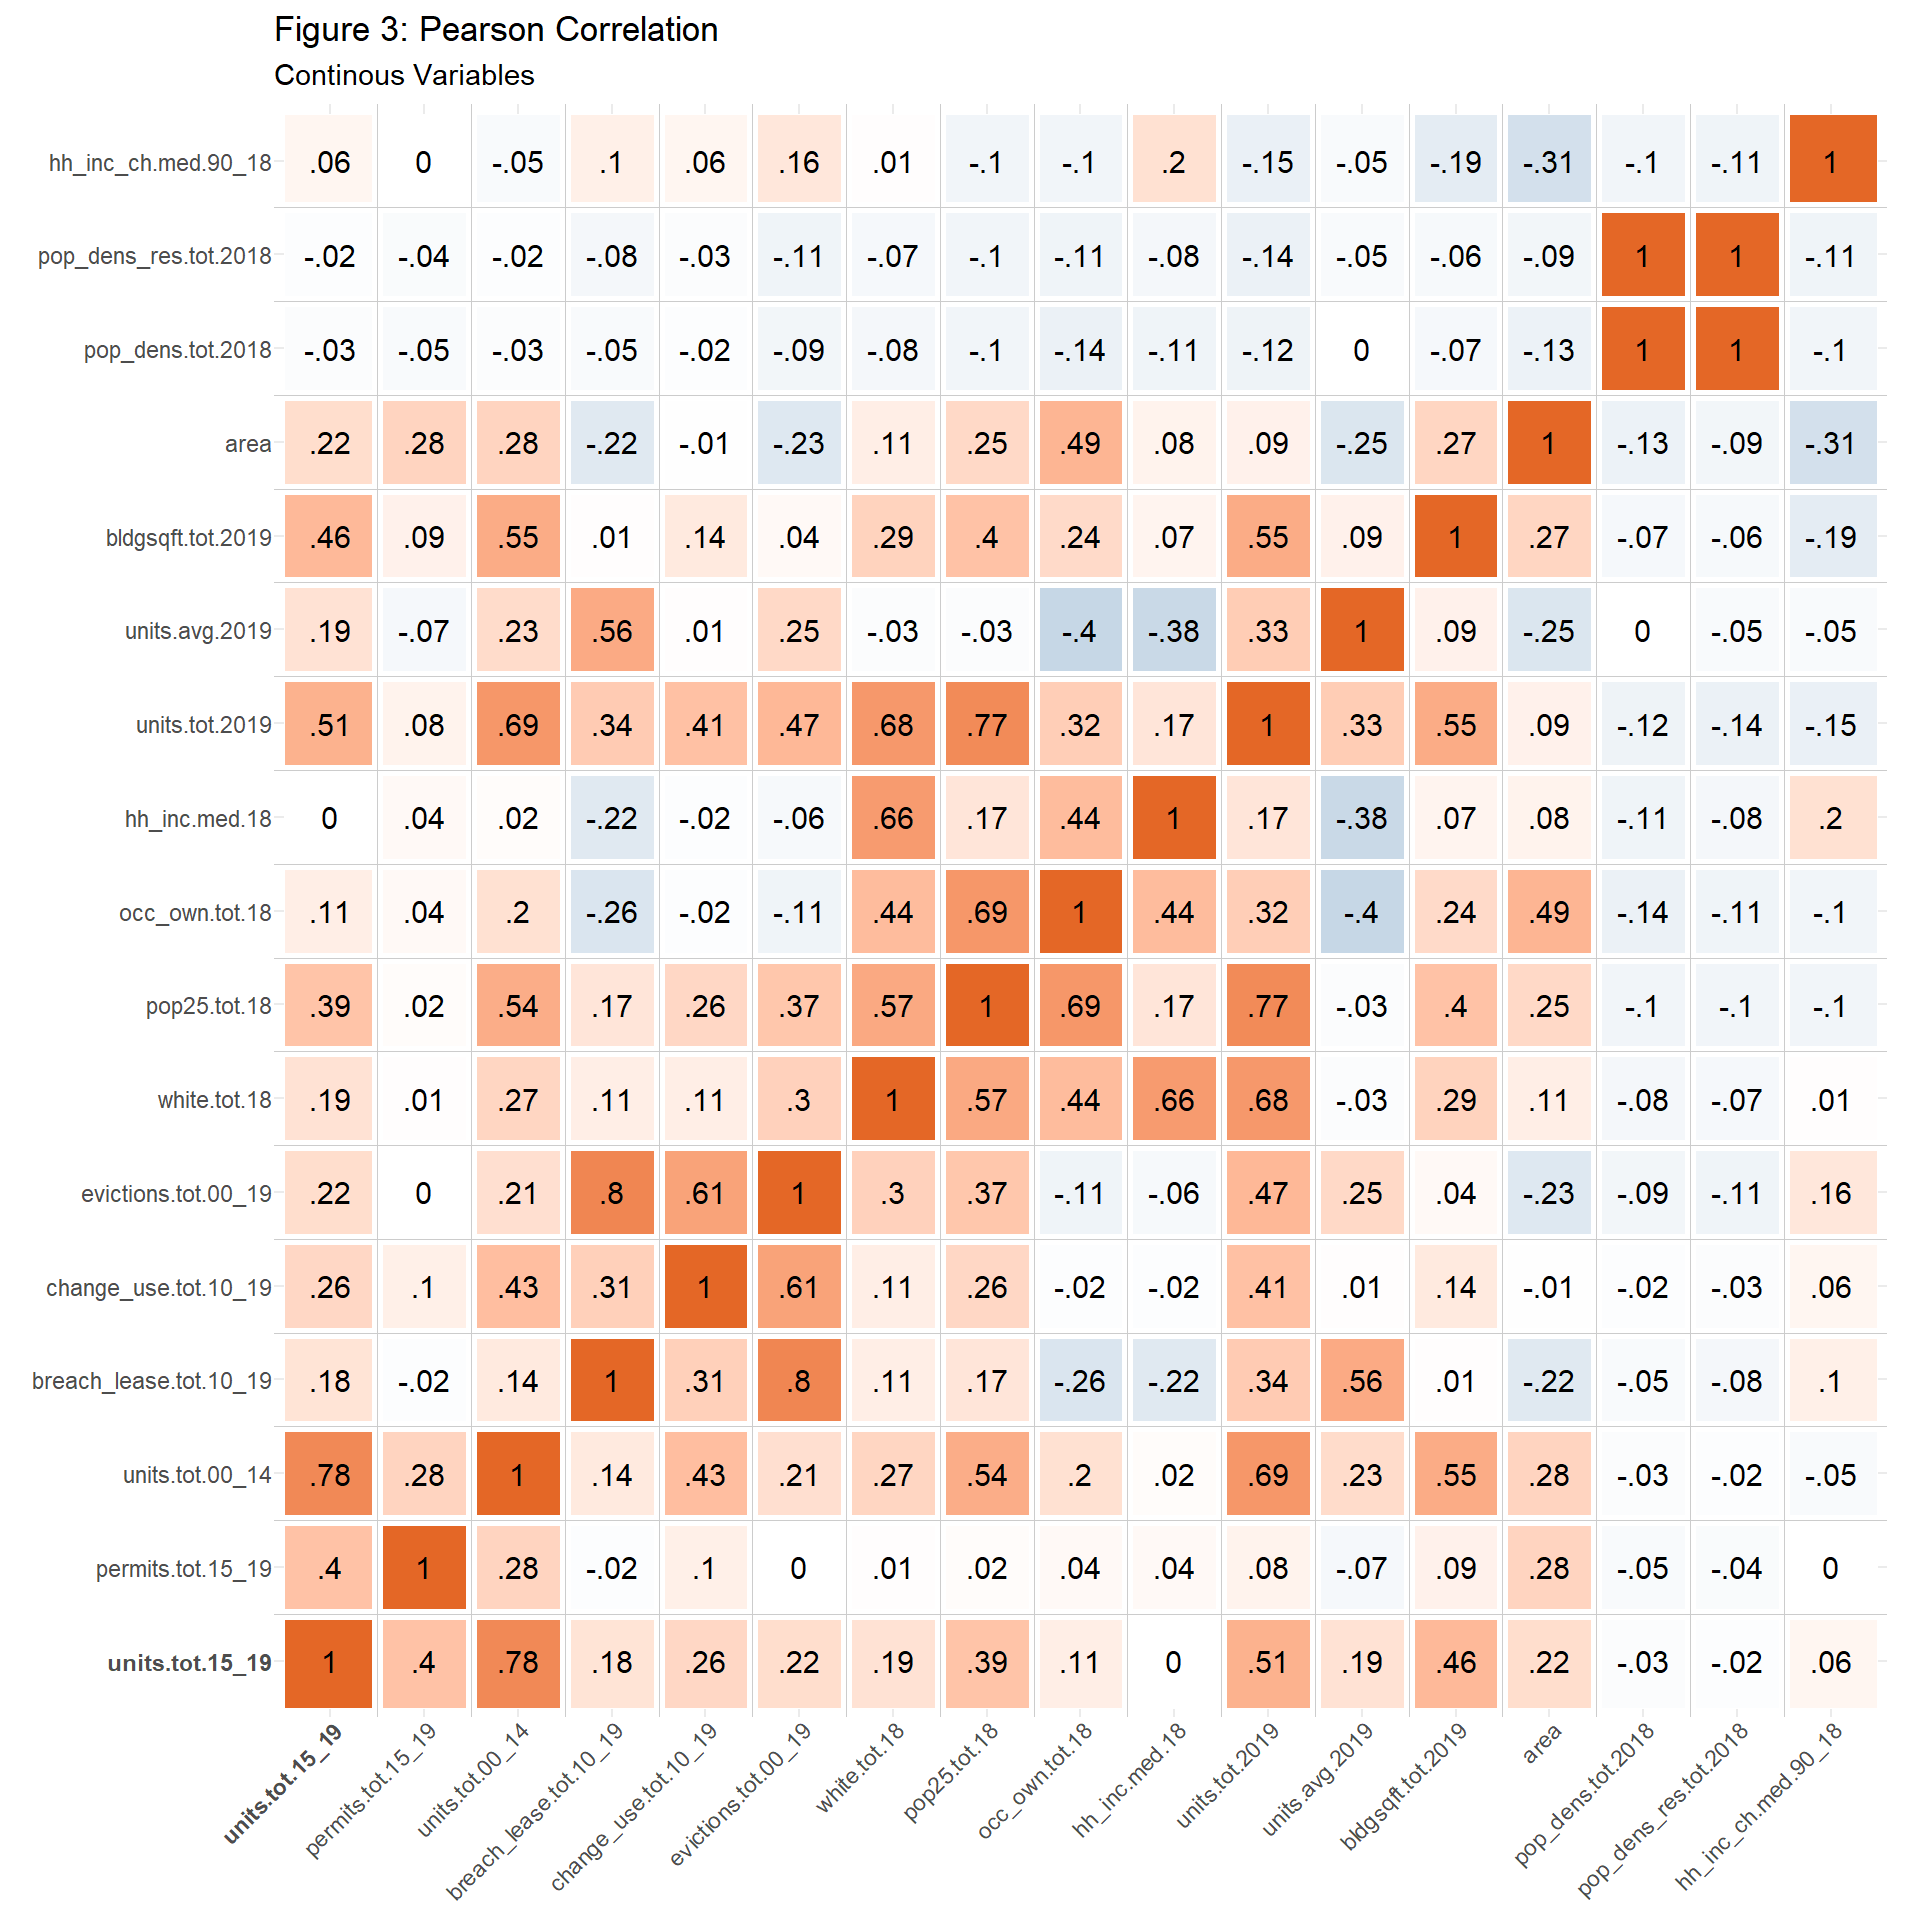 Figure 3: Pearson Correlation
Continous Variables
hh_inc_ch.med.90_18 .06 0 -.05 .1 .06 .16 .01 -.1 -.1 .2 -.15 -.05 -.19 -.31 -.1 -.11 1
pop_dens_res.tot.2018 -.02 -.04 -.02 -.08 -.03 -.11 -.07 -.1 -.11 -.08 -.14 -.05 -.06 -.09 1 1 -.11
pop_dens.tot.2018 -.03 -.05 -.03 -.05 -.02 -.09 -.08 -.1 -.14 -.11 -.12 0 -.07 -.13 1 1 -.1
area .22 .28 .28 -.22 -.01 -.23 .11 .25 .49 .08 .09 -.25 .27 1 -.13 -.09 -.31
bldgsqft.tot.2019 .46 .09 .55 .01 .14 .04 .29 .4 .24 .07 .55 .09 1 .27 -.07 -.06 -.19
units.avg.2019 .19 -.07 .23 .56 .01 .25 -.03 -.03 -.4 -.38 .33 1 .09 -.25 0 -.05 -.05
units.tot.2019 .51 .08 .69 .34 .41 .47 .68 .77 .32 .17 1 .33 .55 .09 -.12 -.14 -.15
hh_inc.med.18 0 .04 .02 -.22 -.02 -.06 .66 .17 .44 1 .17 -.38 .07 .08 -.11 -.08 .2
occ_own.tot.18 .11 .04 .2 -.26 -.02 -.11 .44 .69 1 .44 .32 -.4 .24 .49 -.14 -.11 -.1
pop25.tot.18 .39 .02 .54 .17 .26 .37 .57 1 .69 .17 .77 -.03 .4 .25 -.1 -.1 -.1
white.tot.18 .19 .01 .27 .11 .11 .3 1 .57 .44 .66 .68 -.03 .29 .11 -.08 -.07 .01
evictions.tot.00_19 .22 0 .21 .8 .61 1 .3 .37 -.11 -.06 .47 .25 .04 -.23 -.09 -.11 .16
change_use.tot.10_19 .26 .1 .43 .31 1 .61 .11 .26 -.02 -.02 .41 .01 .14 -.01 -.02 -.03 .06
breach_lease.tot.10_19 .18 -.02 .14 1 .31 .8 .11 .17 -.26 -.22 .34 .56 .01 -.22 -.05 -.08 .1
units.tot.00_14 .78 .28 1 .14 .43 .21 .27 .54 .2 .02 .69 .23 .55 .28 -.03 -.02 -.05
permits.tot.15_19 .4 1 .28 -.02 .1 0 .01 .02 .04 .04 .08 -.07 .09 .28 -.05 -.04 0
units.tot.15_19 1 .4 .78 .18 .26 .22 .19 .39 .11 0 .51 .19 .46 .22 -.03 -.02 .06
units.tot.15_19
permits.tot.15_19
units.tot.00_14
breach_lease.tot.10_19
change_use.tot.10_19
evictions.tot.00_19
white.tot.18
pop25.tot.18
occ_own.tot.18
hh_inc.med.18
units.tot.2019
units.avg.2019
bldgsqft.tot.2019
area
pop_dens.tot.2018
pop_dens_res.tot.2018
hh_inc_ch.med.90_18